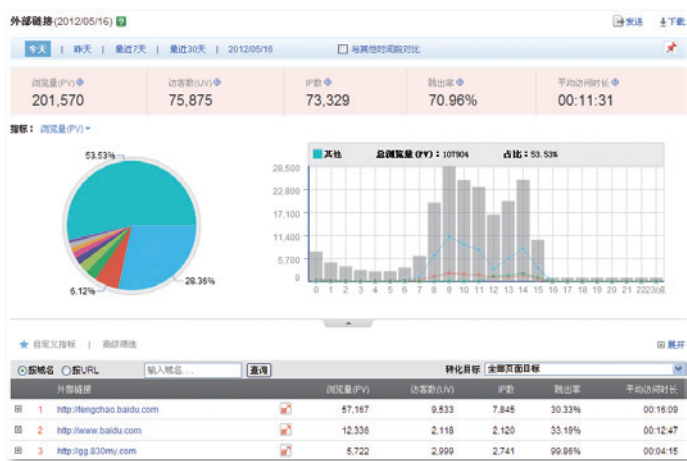 外部链接(2012/05/16) 发送 下载
今天 | 昨天 | 最近7天 | 最近30天 | 2012/05/16 与其他时间段对比
浏览量(PV) 访客数(UV) IP数 跳出率 平均访问时长
201,570 75,875 73,329 70.96% 00:11:31
指标： 浏览量(PV)
53.53%
28.36%
6.12%
其他 总浏览量(PV)：107904 占比：53.53%
28,500
22,800
17,100
11,400
5,700
0
0 1 2 3 4 5 6 7 8 9 10 11 12 13 14 15 16 17 18 19 20 21 2223点
自定义指标 | 高级筛选 展开
按域名 按URL 输入域名... 查询 转化目标 全部页面目标
外部链接 浏览量(PV) 访客数(UV) IP数 跳出率 平均访问时长
1 http://fengchao.baidu.com 57,167 9,533 7,845 30.33% 00:16:09
2 http://www.baidu.com 12,336 2,118 2,120 33.19% 00:12:47
3 http://gg.830my.com 5,722 2,999 2,741 99.86% 00:04:15